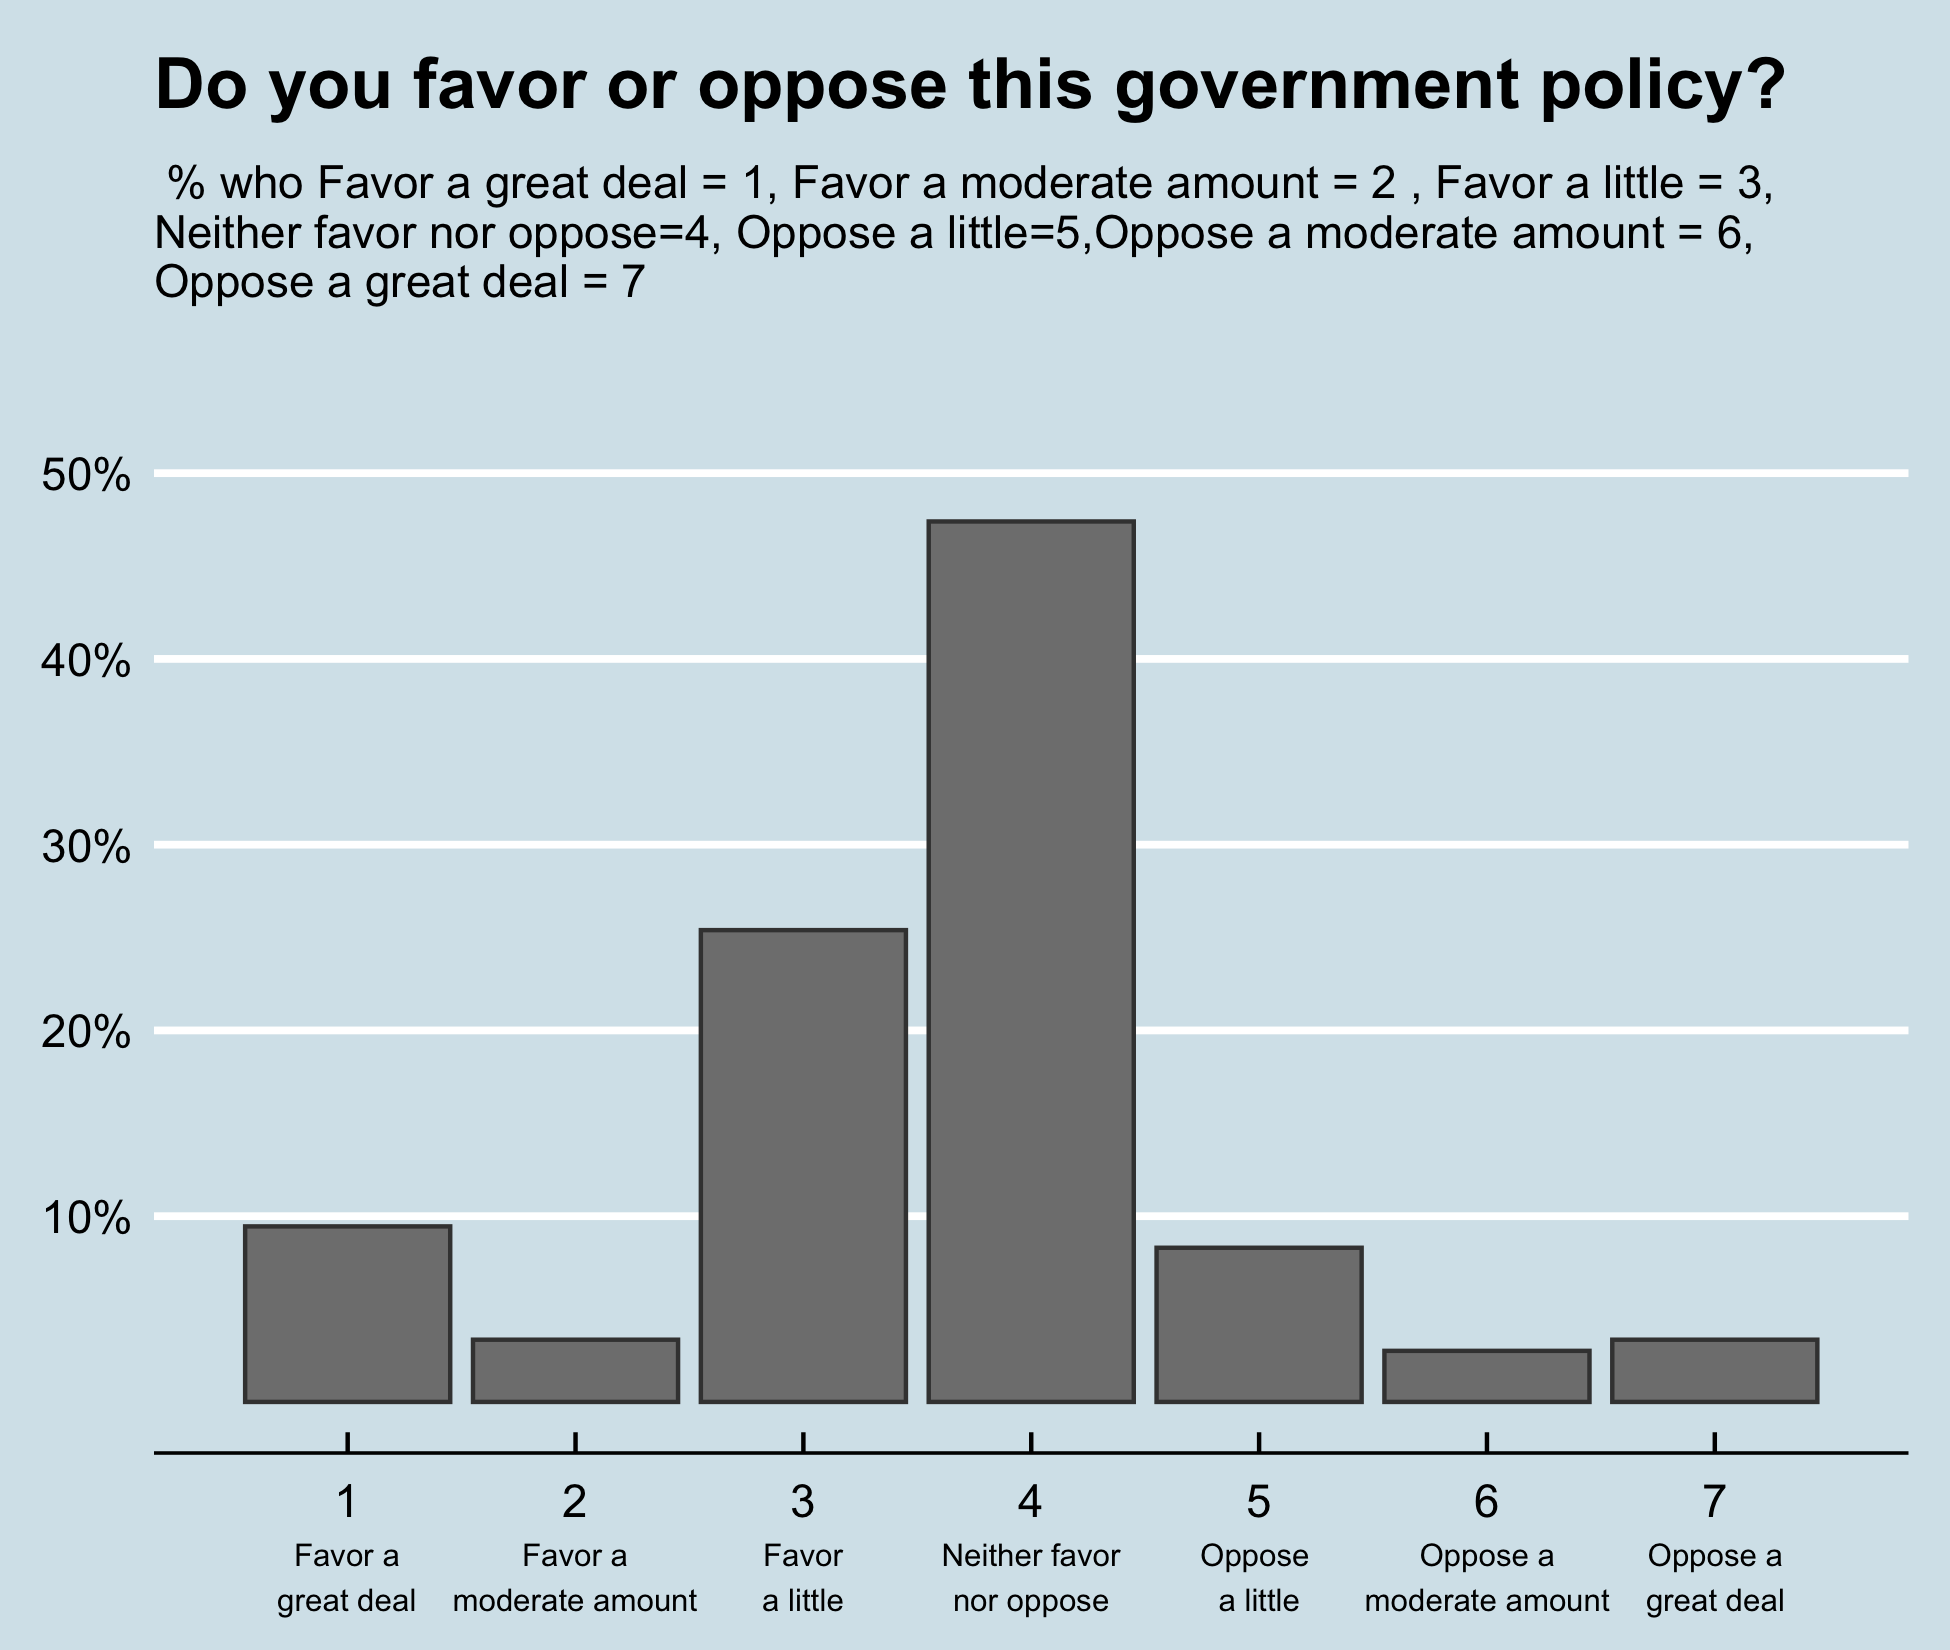 Do you favor or oppose this government policy?
% who Favor a great deal = 1, Favor a moderate amount = 2 , Favor a little = 3,
Neither favor nor oppose=4, Oppose a little=5,Oppose a moderate amount = 6,
Oppose a great deal = 7
50%
40%
30%
20%
10%
1 2 3 4 5 6 7
Favor a Favor a Favor Neither favor Oppose Oppose a Oppose a
great deal moderate amount a little nor oppose a little moderate amount great deal